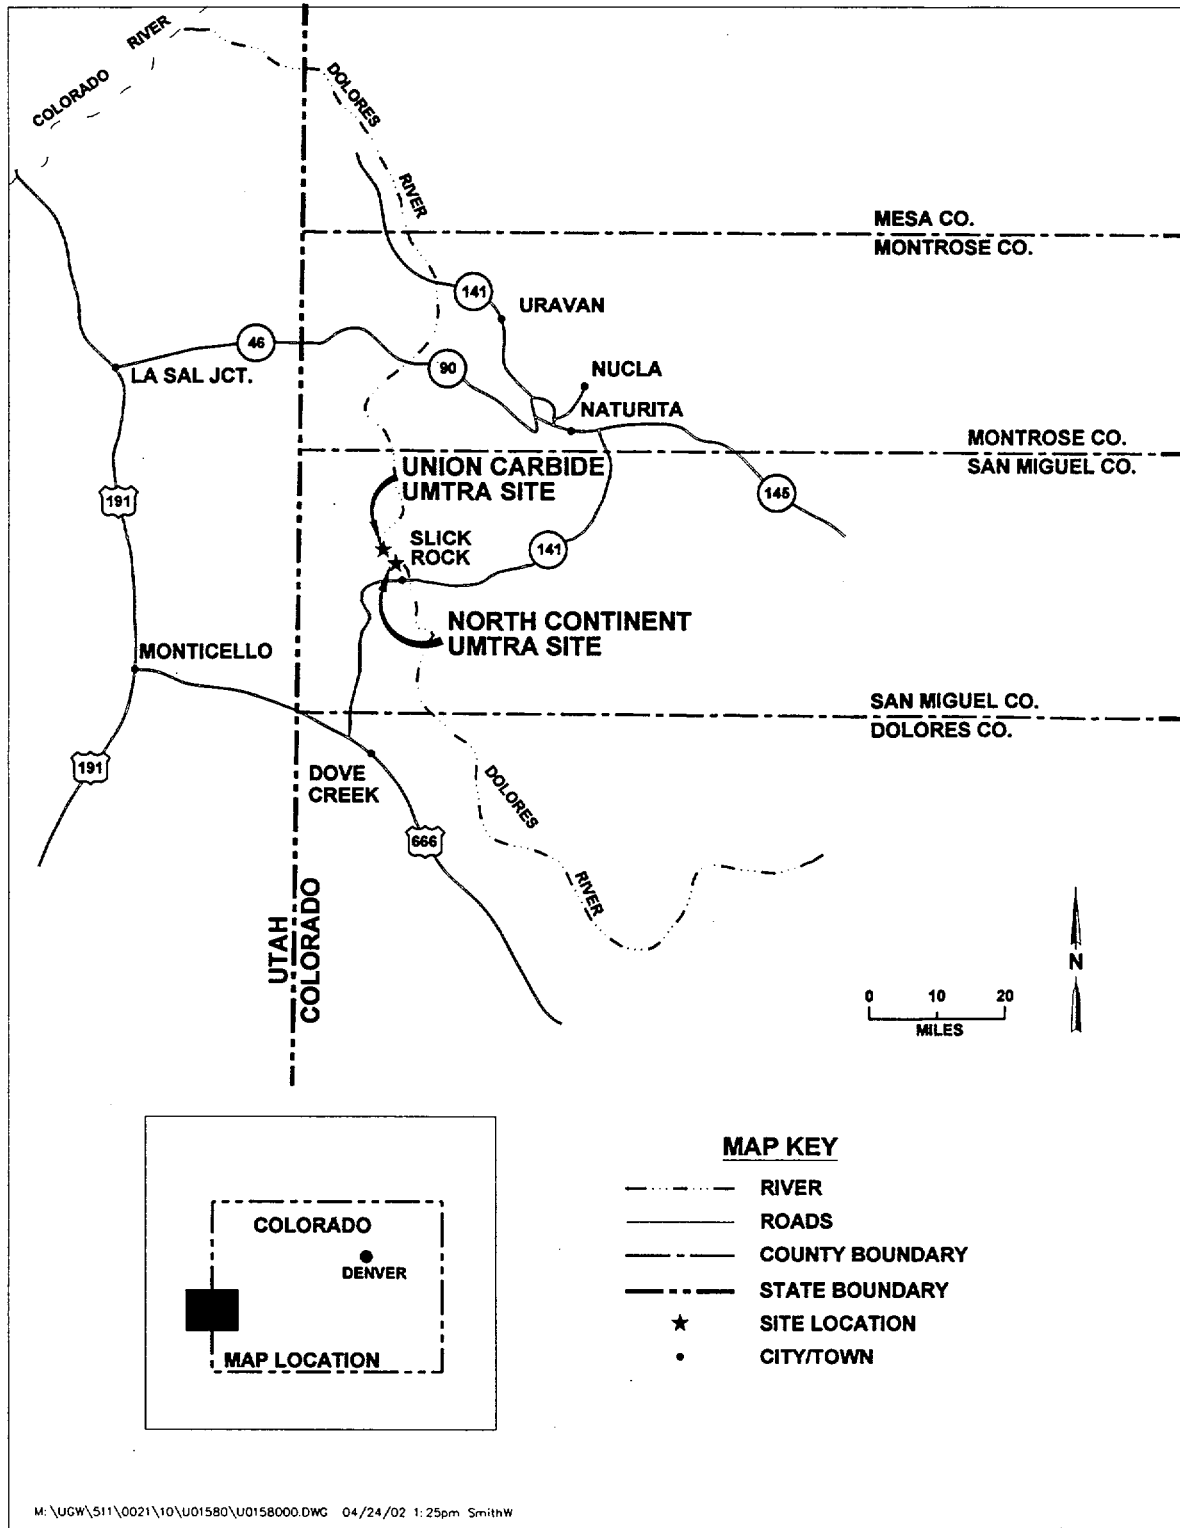 COLORADO RIVER
DOLORES RIVER
MESA CO.
MONTROSE CO.
141
URAVAN
46
90
LA SAL JCT.
NUCLA
NATURITA
MONTROSE CO.
SAN MIGUEL CO.
UNION CARBIDE
UMTRA SITE
191
145
SLICK
ROCK
141
NORTH CONTINENT
UMTRA SITE
MONTICELLO
SAN MIGUEL CO.
DOLORES CO.
191
DOVE
CREEK
DOLORES RIVER
666
UTAH
COLORADO
N
0 10 20
MILES
COLORADO
DENVER
MAP LOCATION
MAP KEY
RIVER
ROADS
COUNTY BOUNDARY
STATE BOUNDARY
SITE LOCATION
CITY/TOWN
M:\UGW\511\0021\10\U01580\U0158000.DWG 04/24/02 1:25pm SmithW